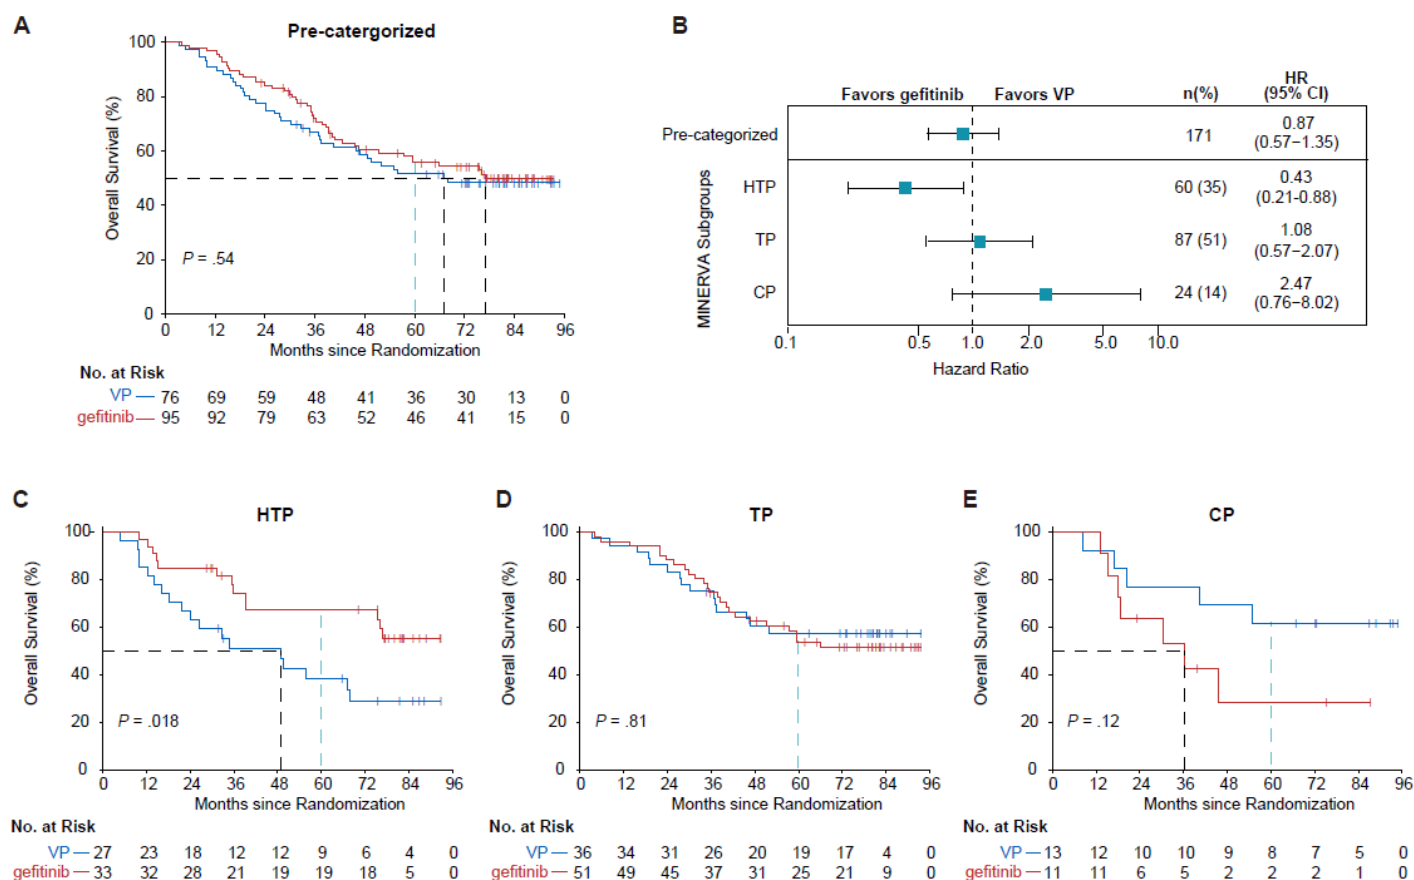 A
Pre-catergorized
Overall Survival (%)
100
80
60
40
20
0
P = .54
0 12 24 36 48 60 72 84 96
Months since Randomization
No. at Risk
VP 76 69 59 48 41 36 30 13 0
gefitinib 95 92 79 63 52 46 41 15 0
B
Favors gefitinib Favors VP n(%) HR (95% CI)
Pre-categorized 171 0.87 (0.57–1.35)
MINERVA Subgroups
HTP 60 (35) 0.43 (0.21-0.88)
TP 87 (51) 1.08 (0.57–2.07)
CP 24 (14) 2.47 (0.76–8.02)
0.1 0.5 1.0 2.0 5.0 10.0
Hazard Ratio
C
HTP
Overall Survival (%)
100
80
60
40
20
0
P = .018
0 12 24 36 48 60 72 84 96
Months since Randomization
No. at Risk
VP 27 23 18 12 12 9 6 4 0
gefitinib 33 32 28 21 19 19 18 5 0
D
TP
Overall Survival (%)
100
80
60
40
20
0
P = .81
0 12 24 36 48 60 72 84 96
Months since Randomization
No. at Risk
VP 36 34 31 26 20 19 17 4 0
gefitinib 51 49 45 37 31 25 21 9 0
E
CP
Overall Survival (%)
100
80
60
40
20
0
P = .12
0 12 24 36 48 60 72 84 96
Months since Randomization
No. at Risk
VP 13 12 10 10 9 8 7 5 0
gefitinib 11 11 6 5 2 2 2 1 0